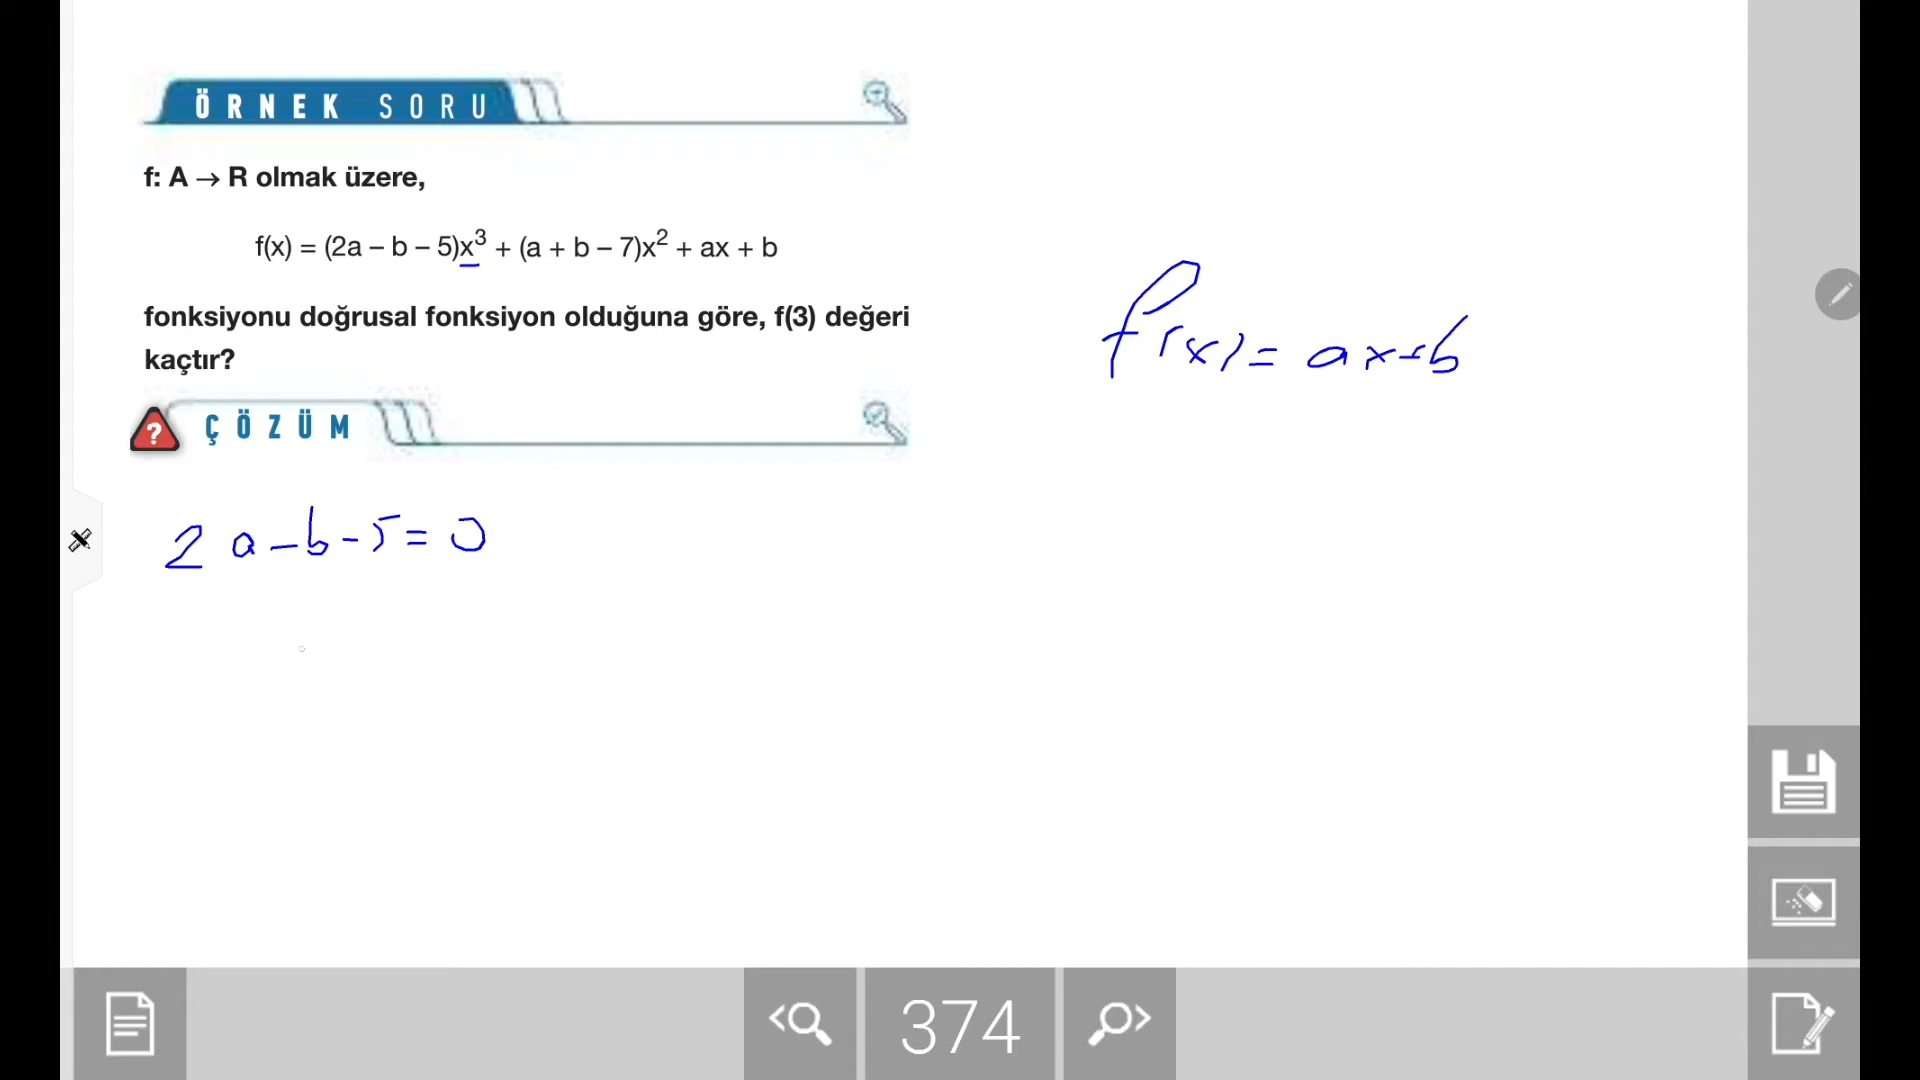 ÖRNEK SORU
f: A → R olmak üzere,
f(x) = (2a – b – 5)x³ + (a + b – 7)x² + ax + b
fonksiyonu doğrusal fonksiyon olduğuna göre, f(3) değeri
kaçtır?
f(x) = ax+b
? ÇÖZÜM
2a-b-5=0
374